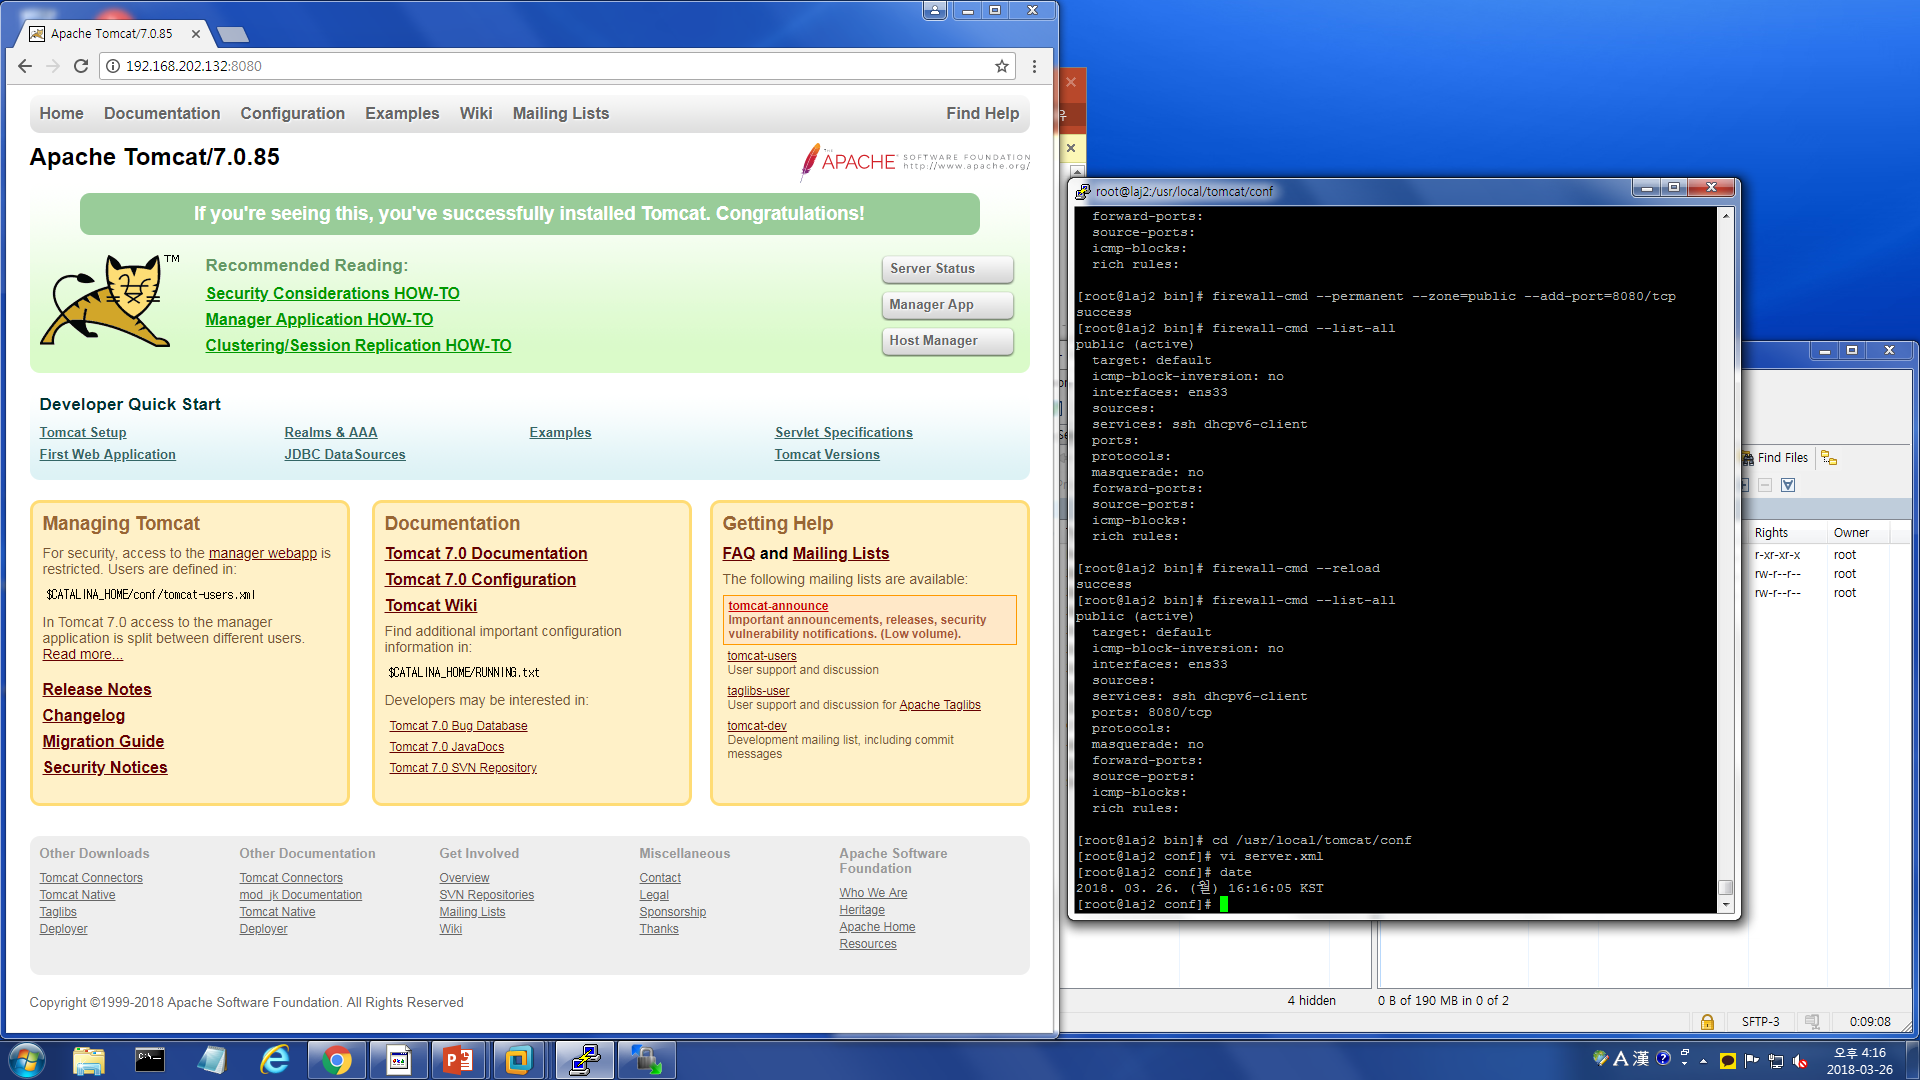 Apache Tomcat/7.0.85
192.168.202.132:8080
Home Documentation Configuration Examples Wiki Mailing Lists Find Help
Apache Tomcat/7.0.85
THE APACHE SOFTWARE FOUNDATION
http://www.apache.org/
If you're seeing this, you've successfully installed Tomcat. Congratulations!
TM
Recommended Reading:
Security Considerations HOW-TO
Manager Application HOW-TO
Clustering/Session Replication HOW-TO
Server Status
Manager App
Host Manager
Developer Quick Start
Tomcat Setup
First Web Application
Realms & AAA
JDBC DataSources
Examples
Servlet Specifications
Tomcat Versions
Managing Tomcat
For security, access to the manager webapp is
restricted. Users are defined in:
$CATALINA_HOME/conf/tomcat-users.xml
In Tomcat 7.0 access to the manager
application is split between different users.
Read more...
Release Notes
Changelog
Migration Guide
Security Notices
Documentation
Tomcat 7.0 Documentation
Tomcat 7.0 Configuration
Tomcat Wiki
Find additional important configuration
information in:
$CATALINA_HOME/RUNNING.txt
Developers may be interested in:
Tomcat 7.0 Bug Database
Tomcat 7.0 JavaDocs
Tomcat 7.0 SVN Repository
Getting Help
FAQ and Mailing Lists
The following mailing lists are available:
tomcat-announce
Important announcements, releases, security
vulnerability notifications. (Low volume).
tomcat-users
User support and discussion
taglibs-user
User support and discussion for Apache Taglibs
tomcat-dev
Development mailing list, including commit
messages
Other Downloads
Tomcat Connectors
Tomcat Native
Taglibs
Deployer
Other Documentation
Tomcat Connectors
mod_jk Documentation
Tomcat Native
Deployer
Get Involved
Overview
SVN Repositories
Mailing Lists
Wiki
Miscellaneous
Contact
Legal
Sponsorship
Thanks
Apache Software
Foundation
Who We Are
Heritage
Apache Home
Resources
Copyright ©1999-2018 Apache Software Foundation. All Rights Reserved
root@laj2:/usr/local/tomcat/conf
forward-ports:
source-ports:
icmp-blocks:
rich rules:
[root@laj2 bin]# firewall-cmd --permanent --zone=public --add-port=8080/tcp
success
[root@laj2 bin]# firewall-cmd --list-all
public (active)
target: default
icmp-block-inversion: no
interfaces: ens33
sources:
services: ssh dhcpv6-client
ports:
protocols:
masquerade: no
forward-ports:
source-ports:
icmp-blocks:
rich rules:
[root@laj2 bin]# firewall-cmd --reload
success
[root@laj2 bin]# firewall-cmd --list-all
public (active)
target: default
icmp-block-inversion: no
interfaces: ens33
sources:
services: ssh dhcpv6-client
ports: 8080/tcp
protocols:
masquerade: no
forward-ports:
source-ports:
icmp-blocks:
rich rules:
[root@laj2 bin]# cd /usr/local/tomcat/conf
[root@laj2 conf]# vi server.xml
[root@laj2 conf]# date
2018. 03. 26. (월) 16:16:05 KST
[root@laj2 conf]#
Find Files
Rights Owner
r-xr-xr-x root
rw-r--r-- root
rw-r--r-- root
4 hidden
0 B of 190 MB in 0 of 2
SFTP-3
0:09:08
A 漢
오후 4:16
2018-03-26